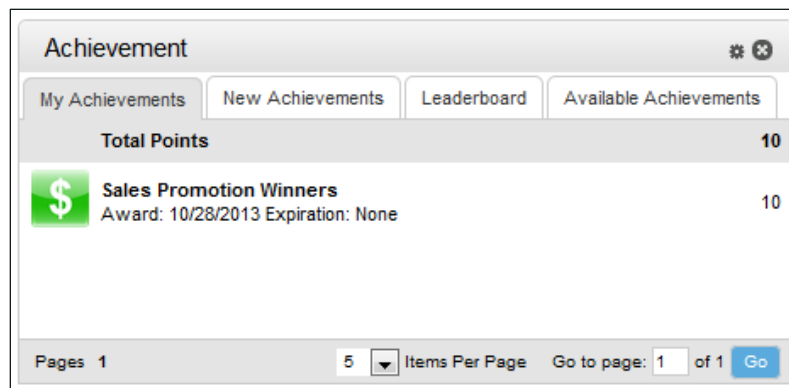 Achievement
My Achievements New Achievements Leaderboard Available Achievements
Total Points 10
$ Sales Promotion Winners
Award: 10/28/2013 Expiration: None 10
Pages 1 5 Items Per Page Go to page: 1 of 1 Go